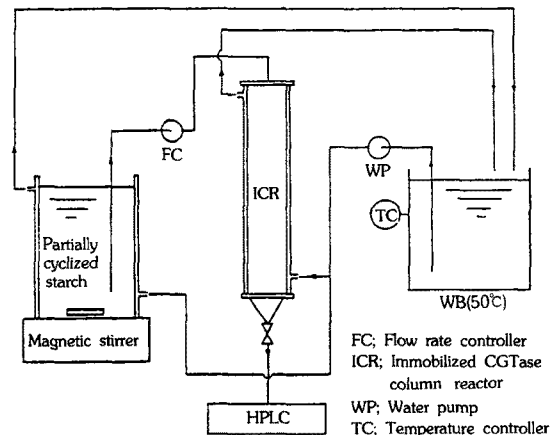 FC
WP
ICR
TC
Partially
cyclized
starch
WB(50℃)
Magnetic stirrer
HPLC
FC; Flow rate controller
ICR; Immobilized CGTase
column reactor
WP; Water pump
TC; Temperature controller